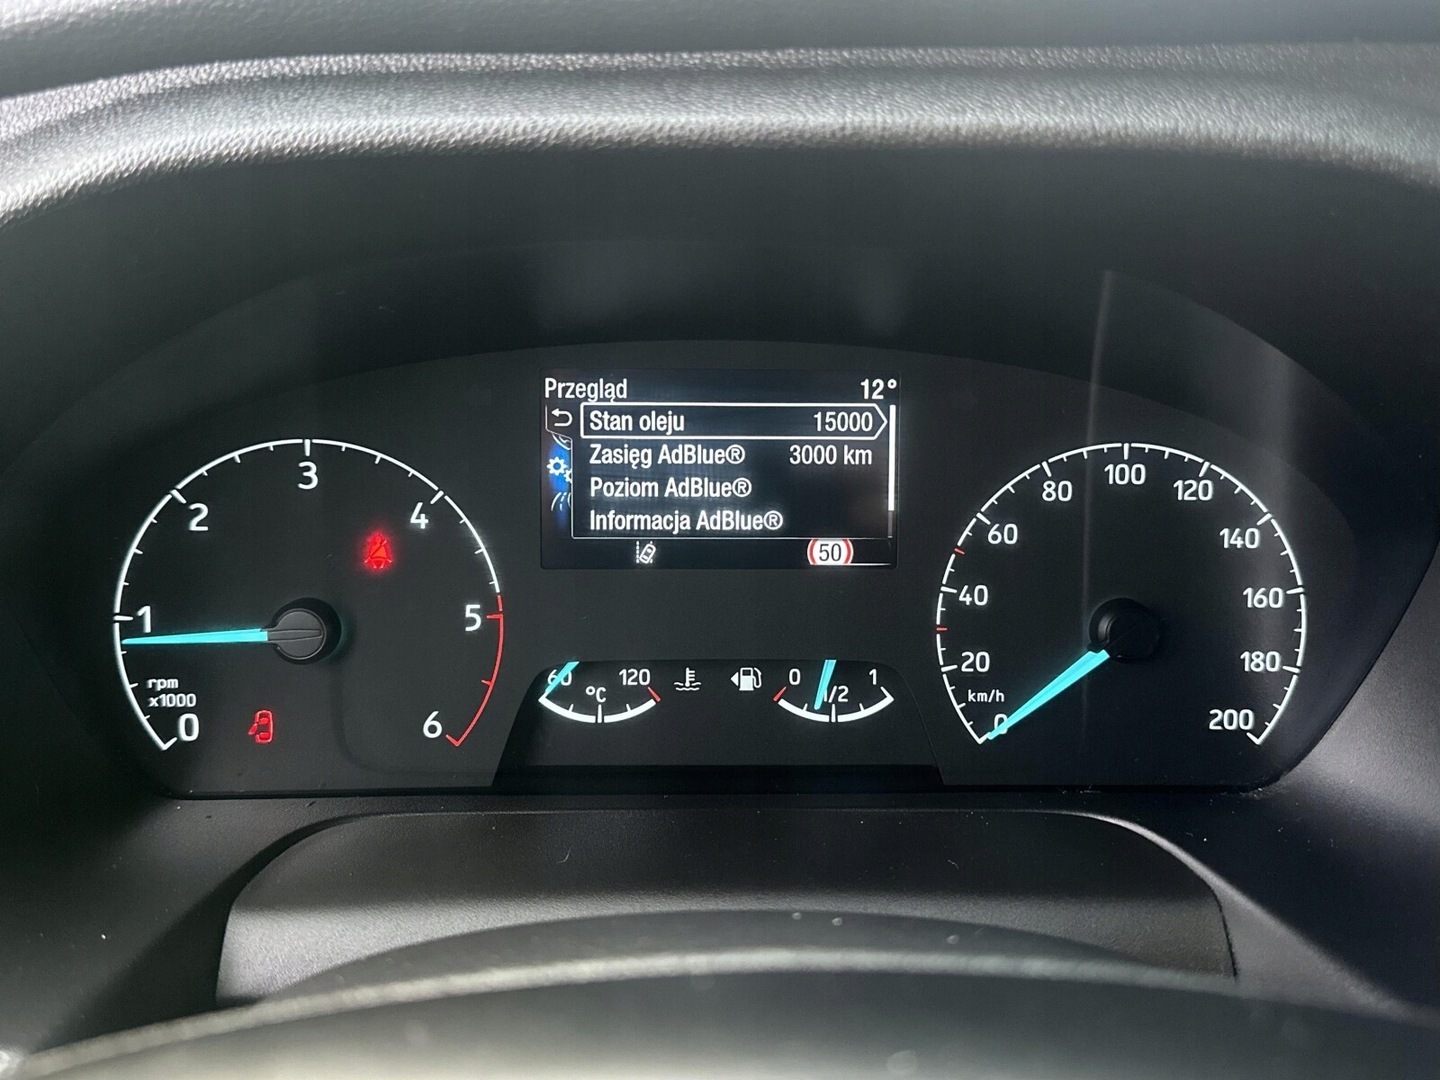 Przegląd 12°
Stan oleju 15000
Zasięg AdBlue® 3000 km
Poziom AdBlue®
Informacja AdBlue®
50
0 1 2 3 4 5 6
rpm
x1000
60 120
°C
0 1/2 1
0 20 40 60 80 100 120 140 160 180 200
km/h